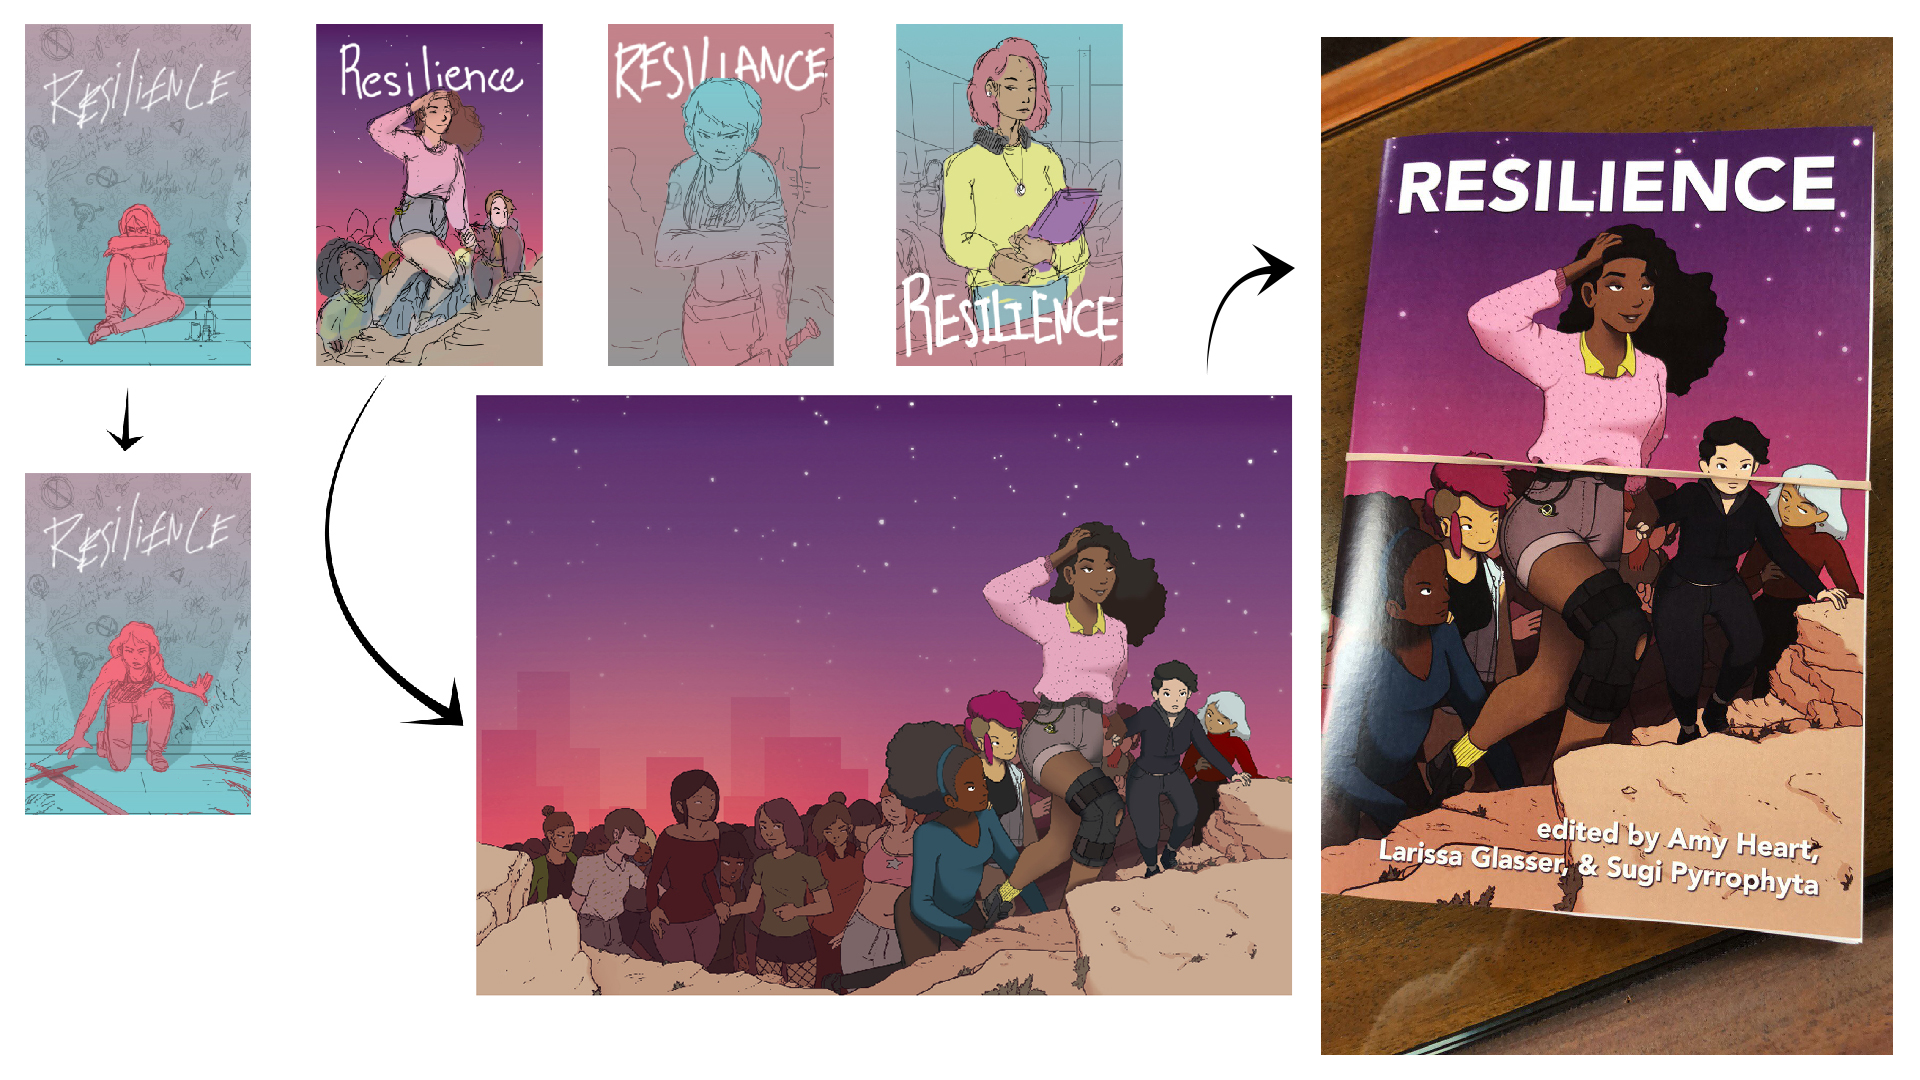 RESILIENCE
Resilience
RESILIANCE
RESILIENCE
RESILIENCE
RESILIENCE
edited by Amy Heart,
Larissa Glasser, & Sugi Pyrrophyta